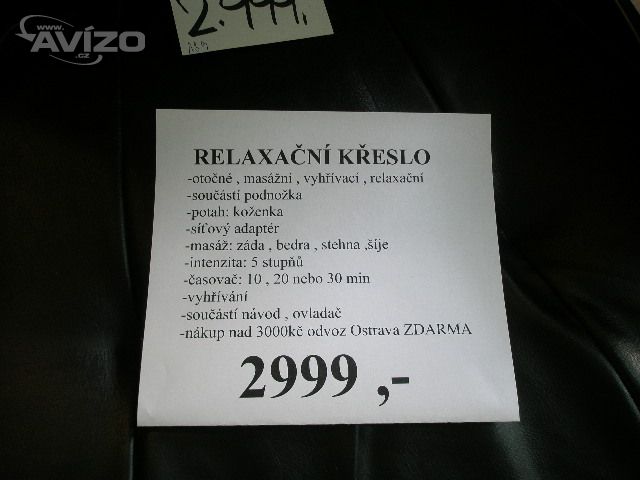 AVÍZO
.cz
2.999,
RELAXAČNÍ KŘESLO
-otočné , masážní , vyhřívací , relaxační
-součástí podnožka
-potah: koženka
-síťový adaptér
-masáž: záda , bedra , stehna ,šíje
-intenzita: 5 stupňů
-časovač: 10 , 20 nebo 30 min
-vyhřívání
-součástí návod , ovladač
-nákup nad 3000kč odvoz Ostrava ZDARMA
2999 ,-